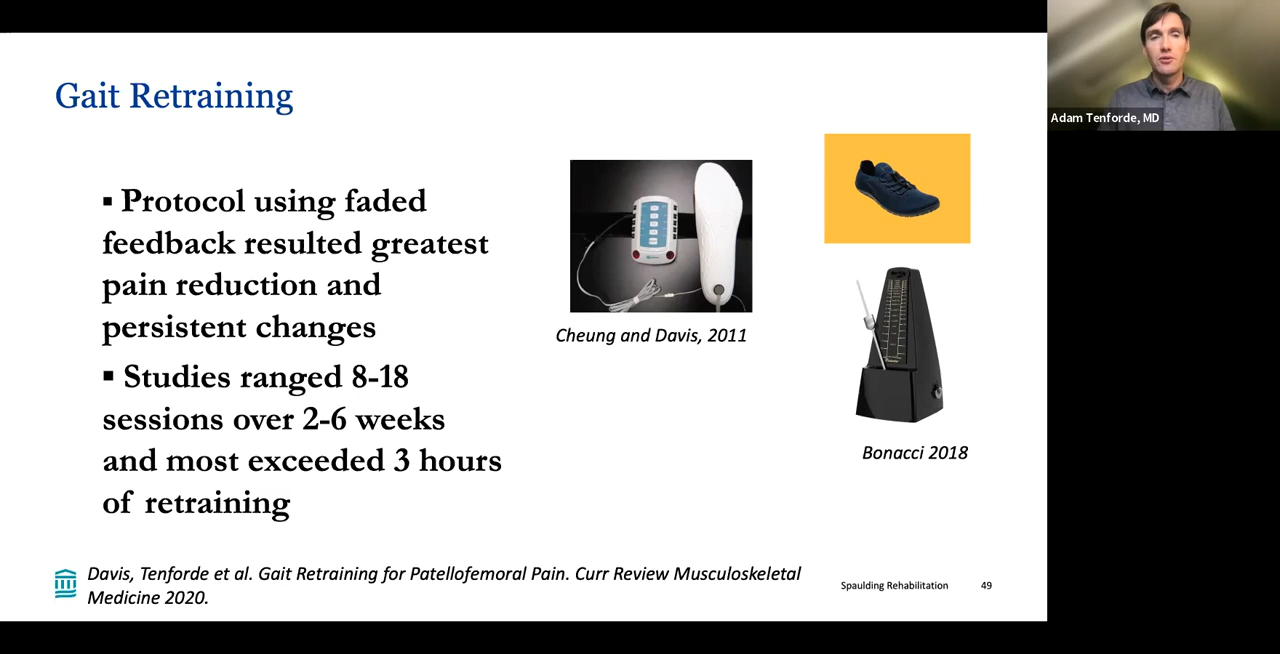 Gait Retraining
▪ Protocol using faded
feedback resulted greatest
pain reduction and
persistent changes
▪ Studies ranged 8-18
sessions over 2-6 weeks
and most exceeded 3 hours
of retraining
Cheung and Davis, 2011
Bonacci 2018
Davis, Tenforde et al. Gait Retraining for Patellofemoral Pain. Curr Review Musculoskeletal
Medicine 2020.
Spaulding Rehabilitation
49
Adam Tenforde, MD